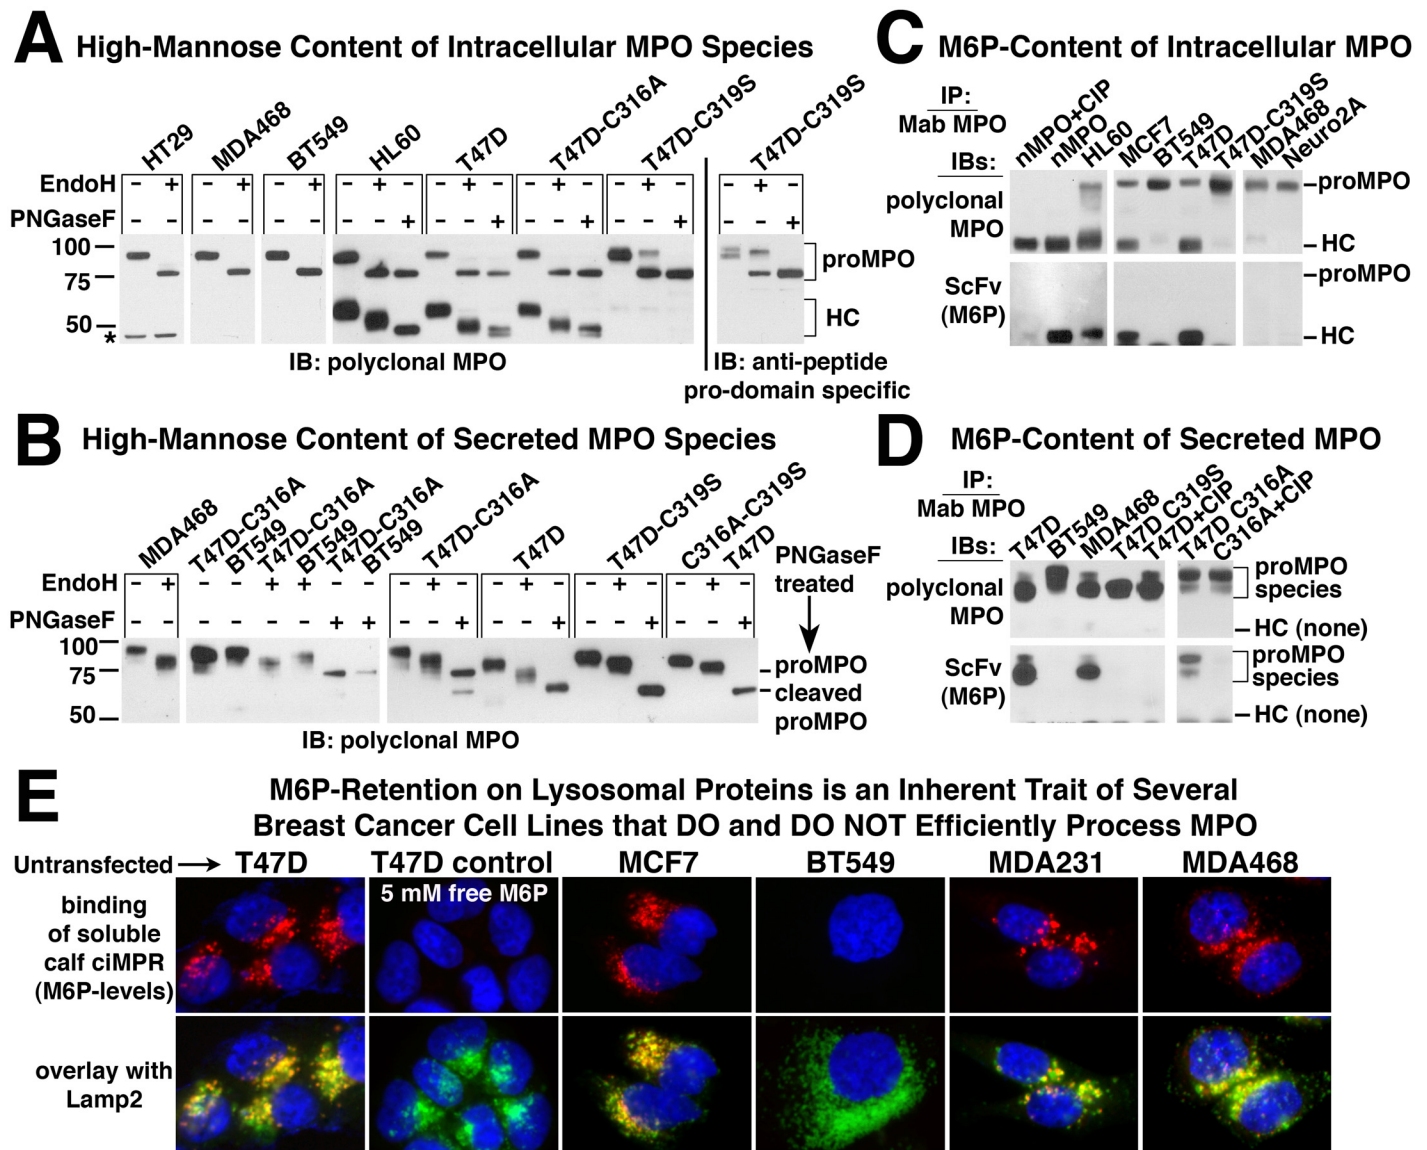 A High-Mannose Content of Intracellular MPO Species
HT29 MDA468 BT549 HL60 T47D T47D-C316A T47D-C319S T47D-C319S
EndoH - + - + - + - + - - + - - + - - + - - + -
PNGaseF - - - - - - - - + - - + - - + - - + - - +
100
75
50
*
proMPO
HC
IB: polyclonal MPO
IB: anti-peptide
pro-domain specific
B High-Mannose Content of Secreted MPO Species
MDA468 T47D-C316A BT549 T47D-C316A BT549 T47D-C316A BT549 T47D-C316A T47D T47D-C319S C316A-C319S T47D
EndoH - + - - + + - - - + - - + - - + - - + -
PNGaseF - - - - - - + + - - + - - + - - + - - +
100
75
50
PNGaseF
treated
proMPO
cleaved
proMPO
IB: polyclonal MPO
C M6P-Content of Intracellular MPO
IP:
Mab MPO
IBs:
nMPO+CIP nMPO HL60 MCF7 BT549 T47D T47D-C319S MDA468 Neuro2A
polyclonal
MPO
proMPO
HC
ScFv
(M6P)
proMPO
HC
D M6P-Content of Secreted MPO
IP:
Mab MPO
IBs:
T47D BT549 MDA468 T47D C319S T47D+CIP T47D C316A C316A+CIP
polyclonal
MPO
proMPO
species
HC (none)
ScFv
(M6P)
proMPO
species
HC (none)
E M6P-Retention on Lysosomal Proteins is an Inherent Trait of Several
Breast Cancer Cell Lines that DO and DO NOT Efficiently Process MPO
Untransfected T47D T47D control MCF7 BT549 MDA231 MDA468
5 mM free M6P
binding
of soluble
calf ciMPR
(M6P-levels)
overlay with
Lamp2